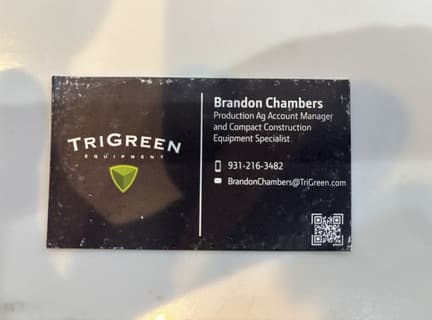 TRIGREEN
EQUIPMENT
Brandon Chambers
Production Ag Account Manager
and Compact Construction
Equipment Specialist
931-216-3482
BrandonChambers@TriGreen.com